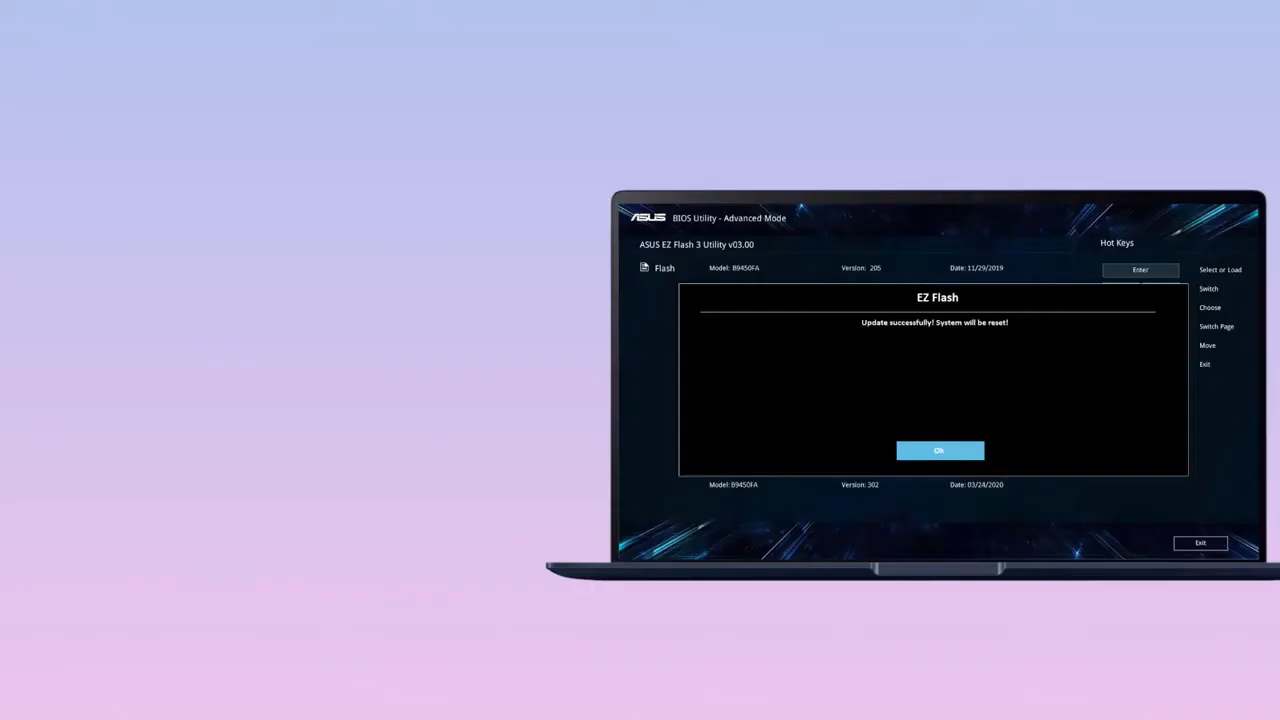 ASUS BIOS Utility - Advanced Mode
ASUS EZ Flash 3 Utility v03.00
Hot Keys
Flash Model: B9450FA Version: 205 Date: 11/29/2019
Enter Select or Load
Switch
Choose
Switch Page
Move
Exit
EZ Flash
Update successfully! System will be reset!
Ok
Model: B9450FA Version: 302 Date: 03/24/2020
Exit